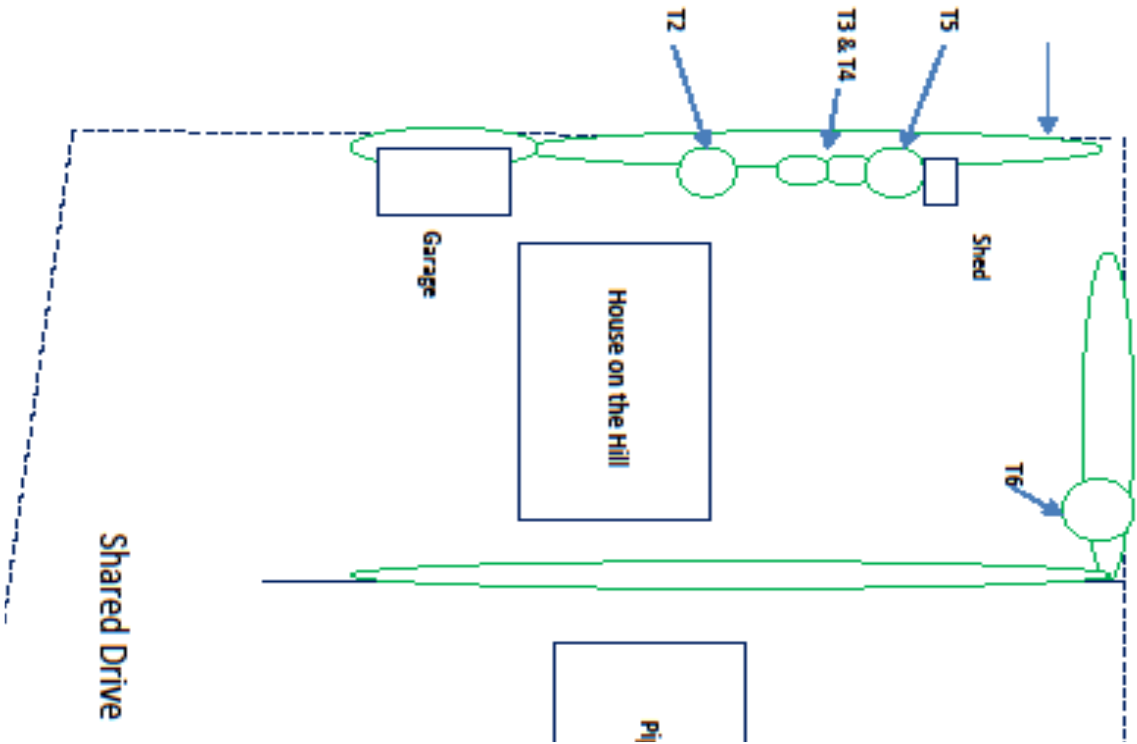 T2
T3 & T4
T5
Garage
Shed
House on the Hill
T6
Shared Drive